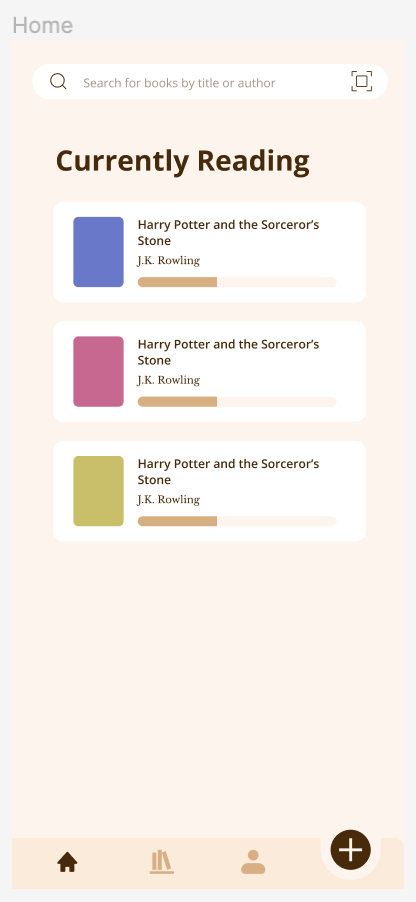 Home
Search for books by title or author
Currently Reading
Harry Potter and the Sorceror’s
Stone
J.K. Rowling
Harry Potter and the Sorceror’s
Stone
J.K. Rowling
Harry Potter and the Sorceror’s
Stone
J.K. Rowling